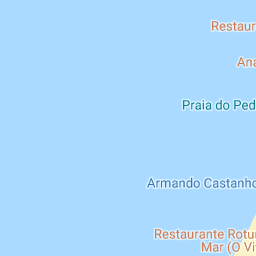 Restaur
Ana
Praia do Ped
Armando Castanho
Restaurante Rotu
Mar (O Vi